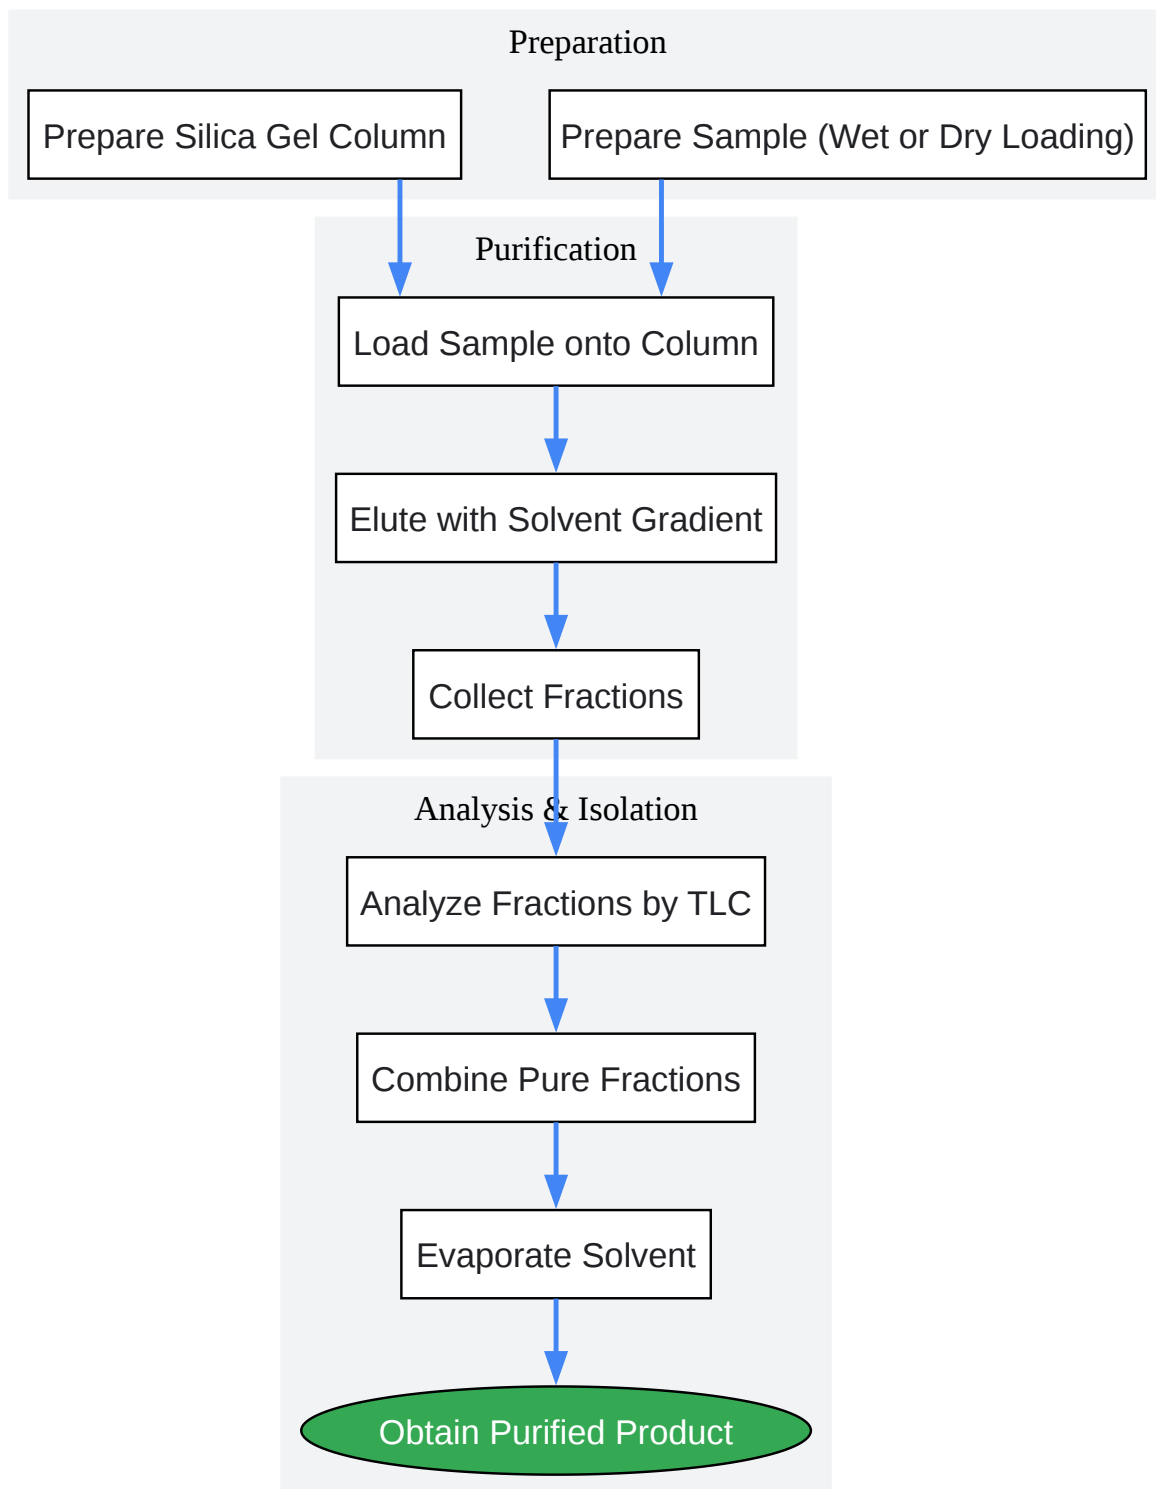 Preparation
Prepare Silica Gel Column
Prepare Sample (Wet or Dry Loading)
Purification
Load Sample onto Column
Elute with Solvent Gradient
Collect Fractions
Analysis & Isolation
Analyze Fractions by TLC
Combine Pure Fractions
Evaporate Solvent
Obtain Purified Product